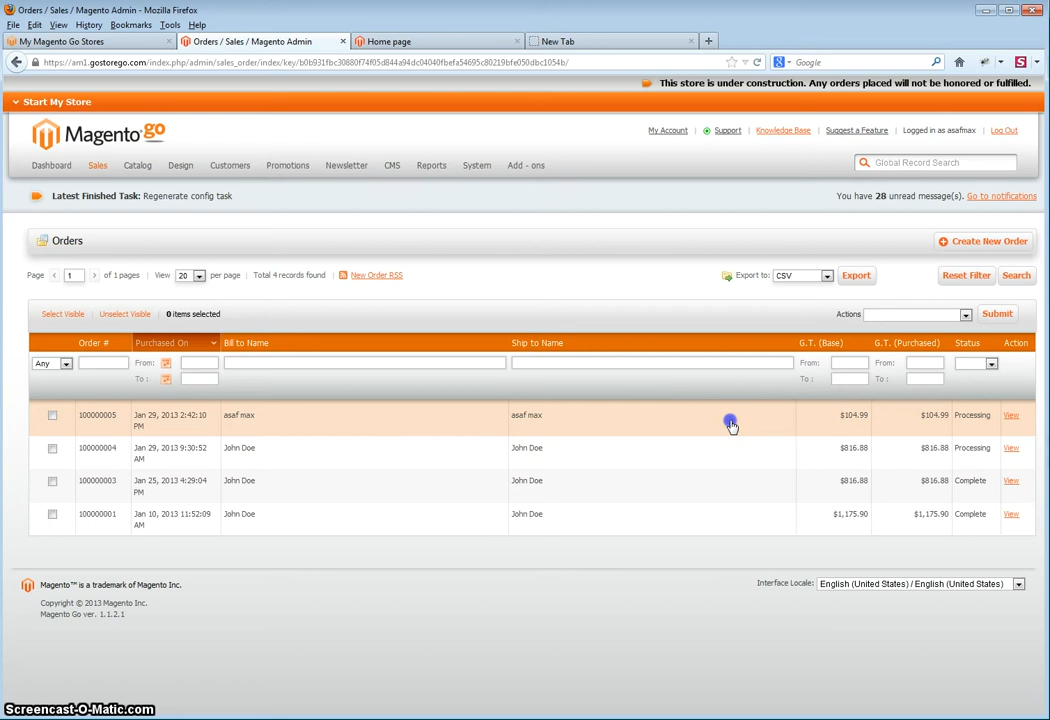 Orders / Sales / Magento Admin - Mozilla Firefox
File Edit View History Bookmarks Tools Help
My Magento Go Stores × Orders / Sales / Magento Admin × Home page × New Tab × +
https://am1.gostorego.com/index.php/admin/sales_order/index/key/b0b931fbc30880f74f05d844a94dc04040fbefa54695c80219bfe050dbc1054b/ Google
This store is under construction. Any orders placed will not be honored or fulfilled.
Start My Store
Magento go
My Account | Support | Knowledge Base | Suggest a Feature | Logged in as asafmax | Log Out
Dashboard Sales Catalog Design Customers Promotions Newsletter CMS Reports System Add - ons
Global Record Search
Latest Finished Task: Regenerate config task
You have 28 unread message(s). Go to notifications
Orders
Create New Order
Page 1 of 1 pages | View 20 per page | Total 4 records found | New Order RSS
Export to: CSV Export Reset Filter Search
Select Visible | Unselect Visible | 0 items selected
Actions Submit
Order # Purchased On Bill to Name Ship to Name G.T. (Base) G.T. (Purchased) Status Action
Any From: From: From:
To : To : To :
100000005 Jan 29, 2013 2:42:10 PM asaf max asaf max $104.99 $104.99 Processing View
100000004 Jan 29, 2013 9:30:52 AM John Doe John Doe $816.88 $816.88 Processing View
100000003 Jan 25, 2013 4:29:04 PM John Doe John Doe $816.88 $816.88 Complete View
100000001 Jan 10, 2013 11:52:09 AM John Doe John Doe $1,175.90 $1,175.90 Complete View
Magento™ is a trademark of Magento Inc.
Interface Locale: English (United States) / English (United States)
Copyright © 2013 Magento Inc.
Magento Go ver. 1.1.2.1
Screencast-O-Matic.com